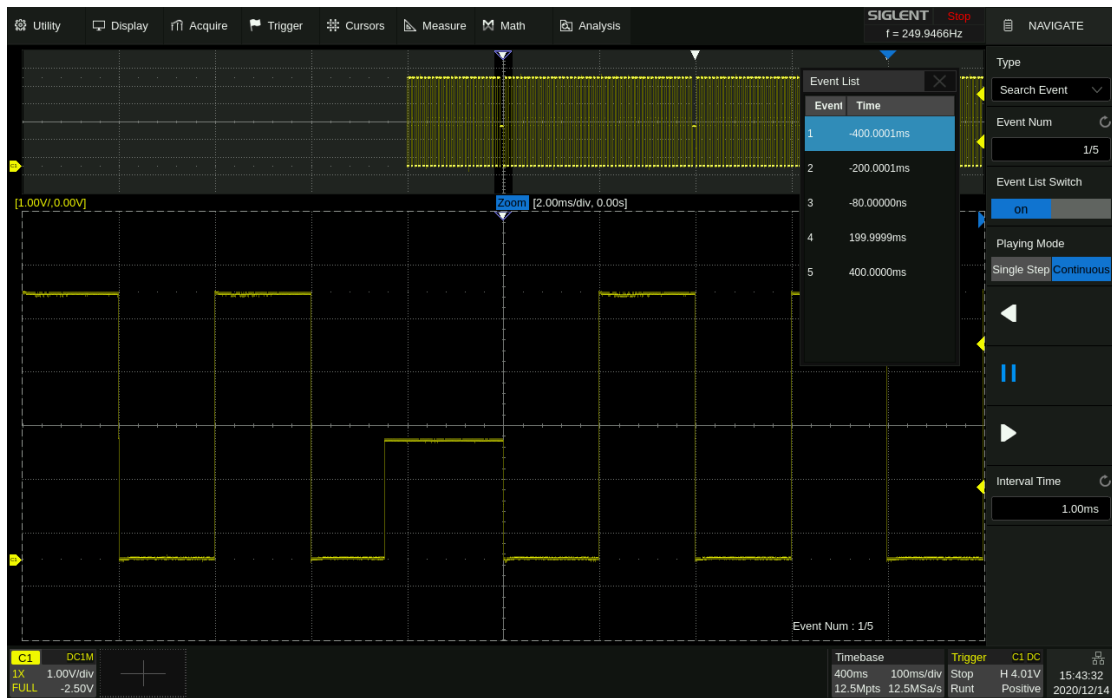 Utility Display Acquire Trigger Cursors Measure Math Analysis
SIGLENT Stop
f = 249.9466Hz
NAVIGATE
Type
Search Event
Event Num
1/5
Event List Switch
on
Playing Mode
Single Step Continuous
Interval Time
1.00ms
Event List
Event Time
1 -400.0001ms
2 -200.0001ms
3 -80.00000ns
4 199.9999ms
5 400.0000ms
[1.00V/,0.00V]
Zoom [2.00ms/div, 0.00s]
Event Num : 1/5
C1 DC1M
1X 1.00V/div
FULL -2.50V
Timebase
400ms 100ms/div
12.5Mpts 12.5MSa/s
Trigger C1 DC
Stop H 4.01V
Runt Positive
15:43:32
2020/12/14